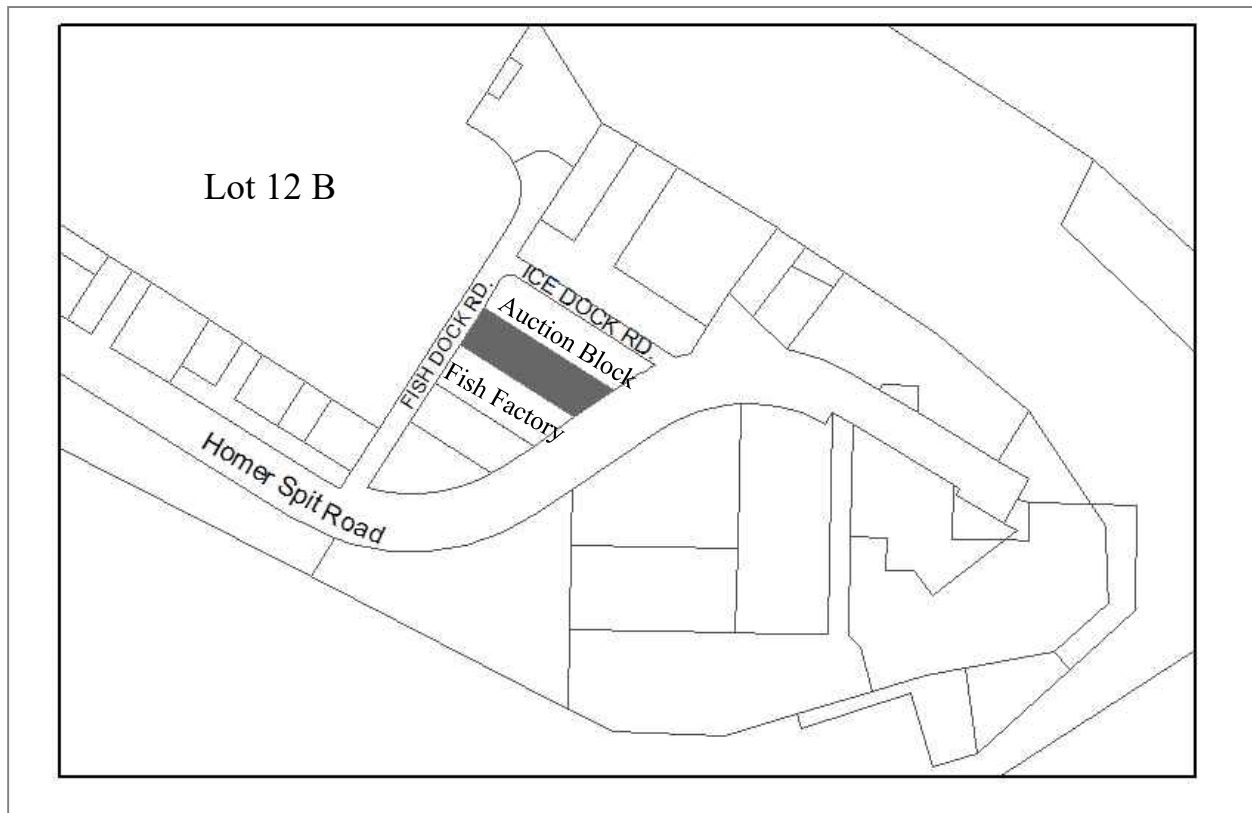 Lot 12 B
ICE DOCK RD.
Auction Block
FISH DOCK RD.
Fish Factory
Homer Spit Road